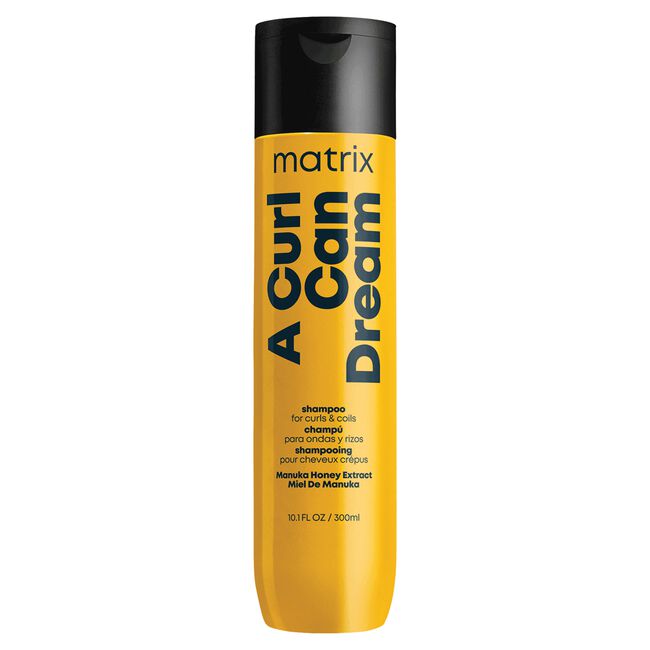 matrix
A Curl
Can
Dream
shampoo
for curls & coils
champú
para ondas y rizos
shampooing
pour cheveux crépus
Manuka Honey Extract
Miel De Manuka
10.1 FL OZ / 300ml